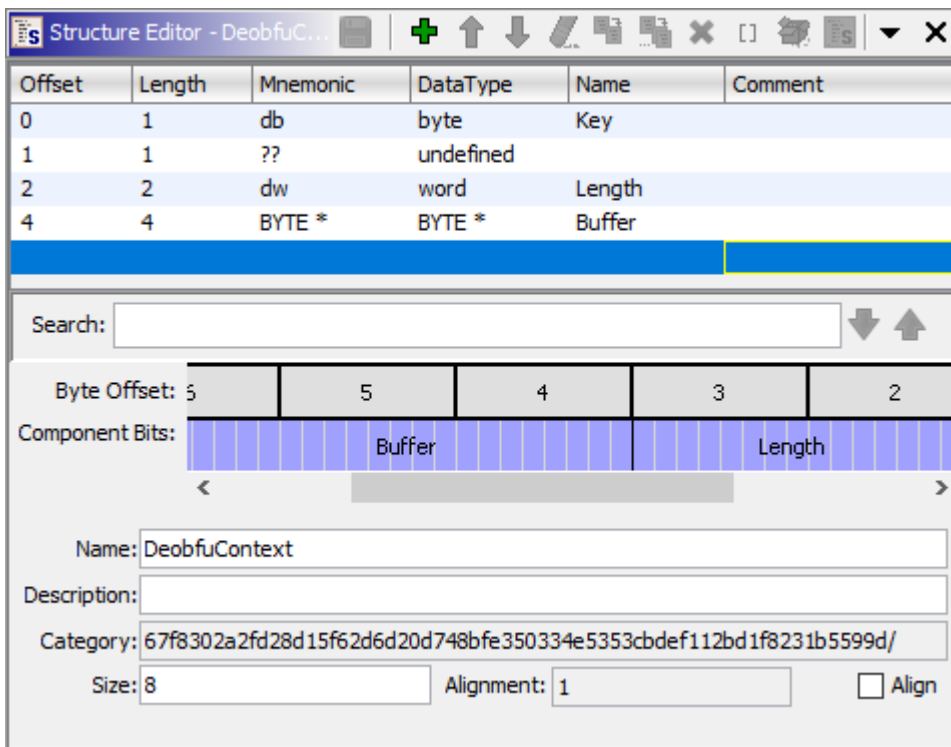 Structure Editor - DeobfuC...
Offset Length Mnemonic DataType Name Comment
0 1 db byte Key
1 1 ?? undefined
2 2 dw word Length
4 4 BYTE * BYTE * Buffer
Search:
Byte Offset: 6 5 4 3 2
Component Bits: Buffer Length
Name: DeobfuContext
Description:
Category: 67f8302a2fd28d15f62d6d20d748bfe350334e5353cbdef112bd1f8231b5599d/
Size: 8 Alignment: 1 Align